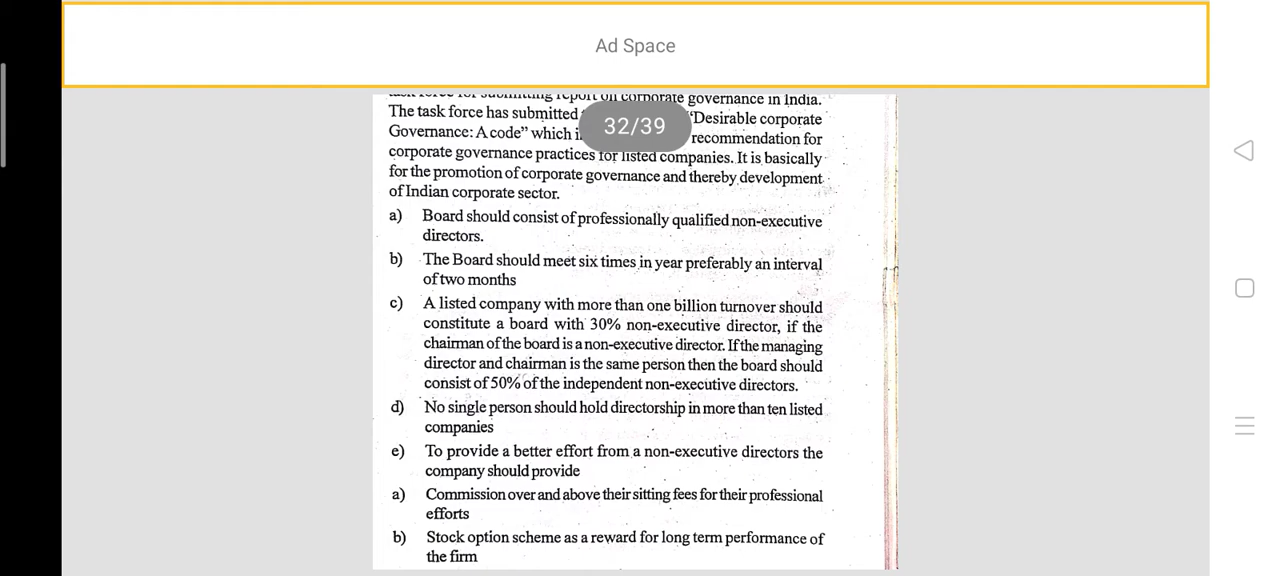 Ad Space
governance in India.
The task force has submitted "Desirable corporate
Governance: A code" which recommendation for
32/39
corporate governance practices for listed companies. It is basically
for the promotion of corporate governance and thereby development
of Indian corporate sector.
a) Board should consist of professionally qualified non-executive
directors.
b) The Board should meet six times in year preferably an interval
of two months
c) A listed company with more than one billion turnover should
constitute a board with 30% non-executive director, if the
chairman of the board is a non-executive director. If the managing
director and chairman is the same person then the board should
consist of 50% of the independent non-executive directors.
d) No single person should hold directorship in more than ten listed
companies
e) To provide a better effort from a non-executive directors the
company should provide
a) Commission over and above their sitting fees for their professional
efforts
b) Stock option scheme as a reward for long term performance of
the firm